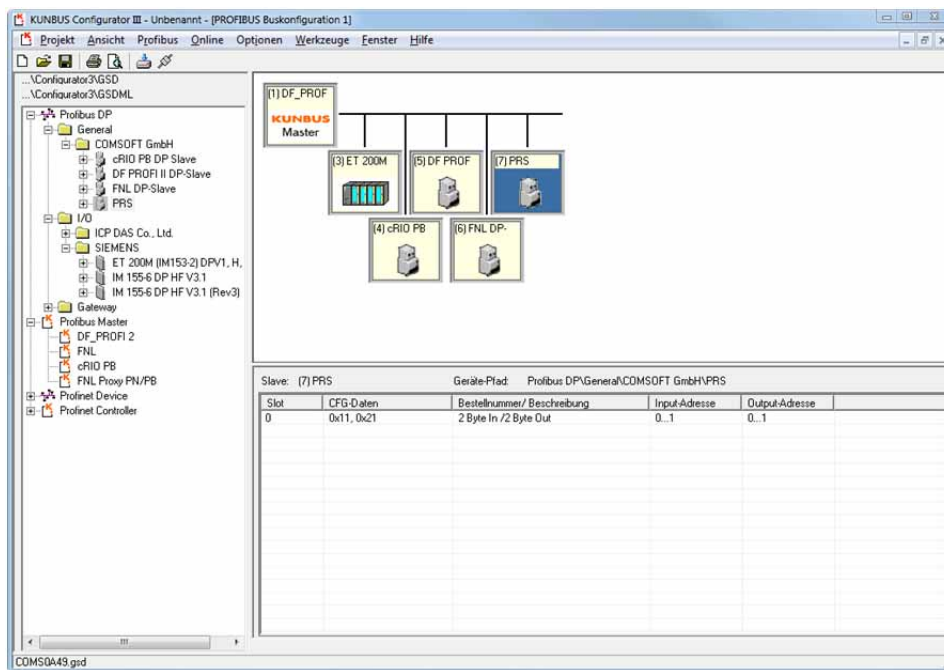 KUNBUS Configurator III - Unbenannt - [PROFIBUS Buskonfiguration 1]
Projekt Ansicht Profibus Online Optionen Werkzeuge Fenster Hilfe
...\Configurator3\GSD
...\Configurator3\GSDML
Profibus DP
General
COMSOFT GmbH
cRIO PB DP Slave
DF PROFI II DP-Slave
FNL DP-Slave
PRS
I/O
ICP DAS Co., Ltd.
SIEMENS
ET 200M (IM153-2) DPV1, H,
IM 155-6 DP HF V3.1
IM 155-6 DP HF V3.1 (Rev3)
Gateway
Profibus Master
DF_PROFI 2
FNL
cRIO PB
FNL Proxy PN/PB
Profinet Device
Profinet Controller
(1) DF_PROF
KUNBUS
Master
(3) ET 200M
(5) DF PROF
(7) PRS
(4) cRIO PB
(6) FNL DP-
Slave: (7) PRS Geräte-Pfad: Profibus DP\General\COMSOFT GmbH\PRS
Slot CFG-Daten Bestellnummer/ Beschreibung Input-Adresse Output-Adresse
0 0x11, 0x21 2 Byte In /2 Byte Out 0...1 0...1
COMS0A49.gsd